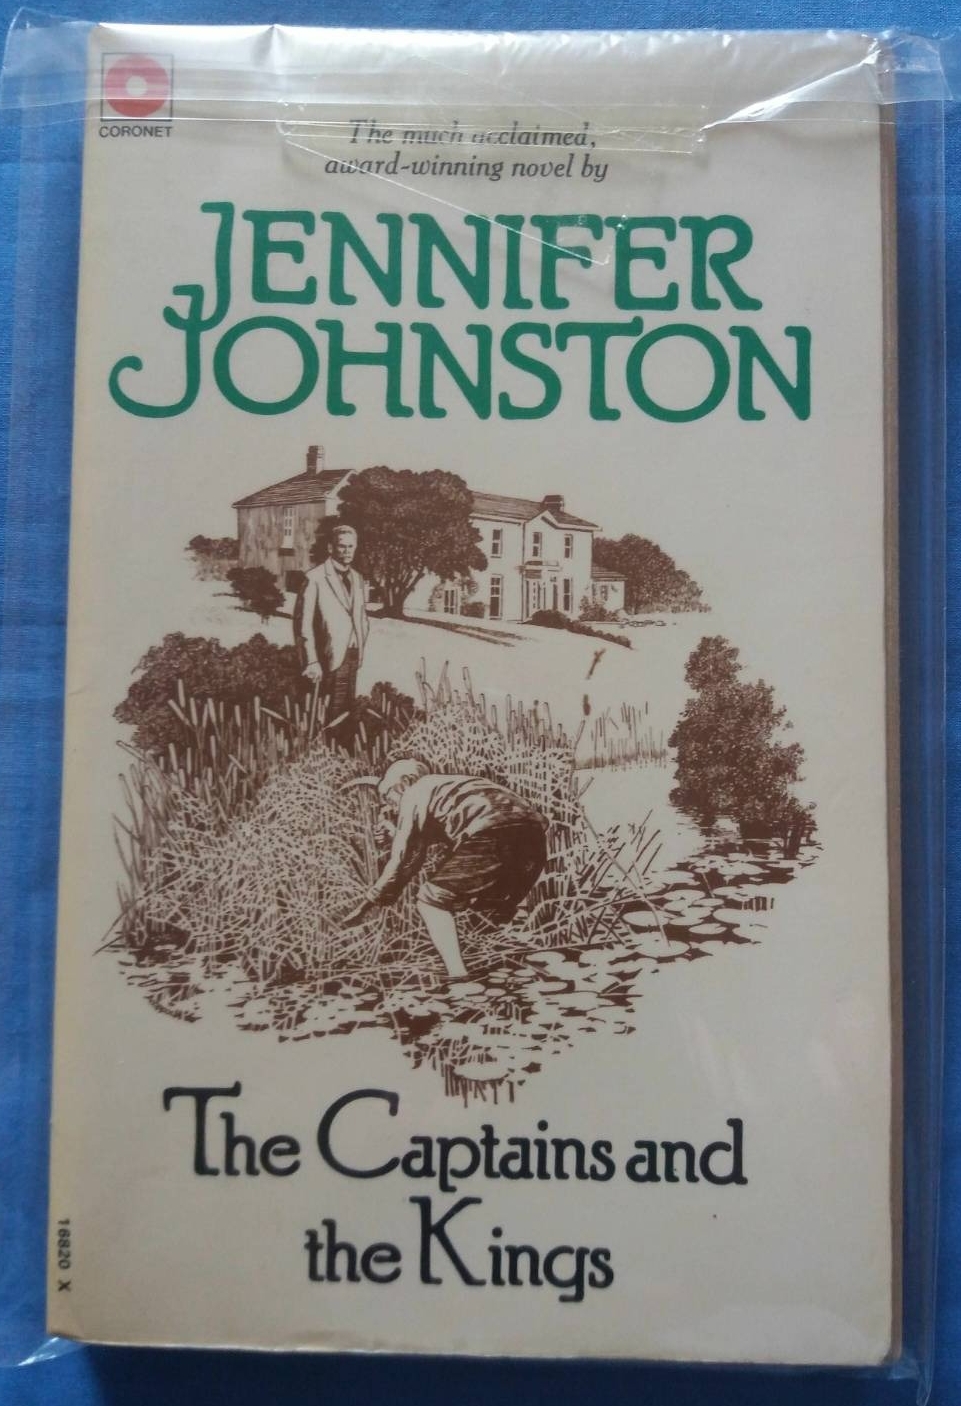 CORONET
The much acclaimed,
award-winning novel by
JENNIFER
JOHNSTON
The Captains and
the Kings
16820 X